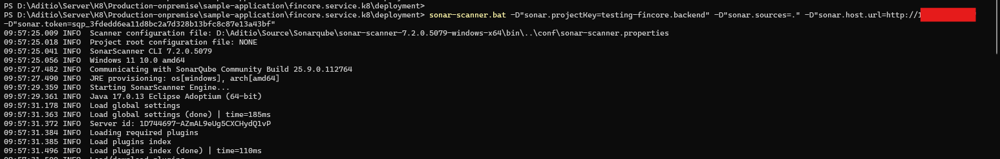 PS D:\Aditio\Server\K8\Production-onpremise\sample-application\fincore.service.k8\deployment>
PS D:\Aditio\Server\K8\Production-onpremise\sample-application\fincore.service.k8\deployment> sonar-scanner.bat -D"sonar.projectKey=testing-fincore.backend" -D"sonar.sources=." -D"sonar.host.url=http://1
-D"sonar.token=sqp_3fdedd6ea11d8bc2a7d328b13bfc8c87e13a43bf"
09:57:25.009 INFO  Scanner configuration file: D:\Aditio\Source\Sonarqube\sonar-scanner-7.2.0.5079-windows-x64\bin\..\conf\sonar-scanner.properties
09:57:25.018 INFO  Project root configuration file: NONE
09:57:25.041 INFO  SonarScanner CLI 7.2.0.5079
09:57:25.056 INFO  Windows 11 10.0 amd64
09:57:27.482 INFO  Communicating with SonarQube Community Build 25.9.0.112764
09:57:27.490 INFO  JRE provisioning: os[windows], arch[amd64]
09:57:29.359 INFO  Starting SonarScanner Engine...
09:57:29.361 INFO  Java 17.0.13 Eclipse Adoptium (64-bit)
09:57:31.178 INFO  Load global settings
09:57:31.363 INFO  Load global settings (done) | time=185ms
09:57:31.372 INFO  Server id: 1D744697-AZmAL9eUg5CXCHydQ1vP
09:57:31.384 INFO  Loading required plugins
09:57:31.385 INFO  Load plugins index
09:57:31.496 INFO  Load plugins index (done) | time=110ms